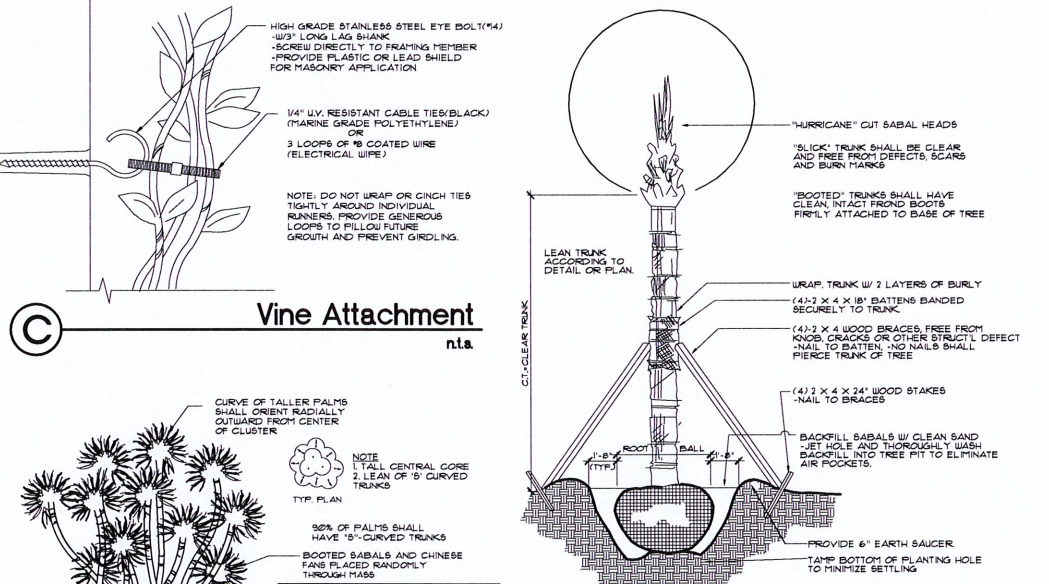 HIGH GRADE STAINLESS STEEL EYE BOLT(#14)
-W/3" LONG LAG SHANK
-SCREW DIRECTLY TO FRAMING MEMBER
-PROVIDE PLASTIC OR LEAD SHIELD
FOR MASONRY APPLICATION
1/4" U.V. RESISTANT CABLE TIES(BLACK)
(MARINE GRADE POLYETHYLENE)
OR
3 LOOPS OF #8 COATED WIRE
(ELECTRICAL WIPE)
NOTE: DO NOT WRAP OR CINCH TIES
TIGHTLY AROUND INDIVIDUAL
RUNNERS. PROVIDE GENEROUS
LOOPS TO PILLOW FUTURE
GROWTH AND PREVENT GIRDLING.
C
Vine Attachment
n.t.s.
CURVE OF TALLER PALMS
SHALL ORIENT RADIALLY
OUTWARD FROM CENTER
OF CLUSTER
NOTE
1. TALL CENTRAL CORE
2. LEAN OF 'S' CURVED
TRUNKS
TYP. PLAN
90% OF PALMS SHALL
HAVE "S"-CURVED TRUNKS
BOOTED SABALS AND CHINESE
FANS PLACED RANDOMLY
THROUGH MASS
"HURRICANE" CUT SABAL HEADS
"SLICK" TRUNK SHALL BE CLEAR
AND FREE FROM DEFECTS, SCARS
AND BURN MARKS
"BOOTED" TRUNKS SHALL HAVE
CLEAN, INTACT FROND BOOTS
FIRMLY ATTACHED TO BASE OF TREE
LEAN TRUNK
ACCORDING TO
DETAIL OR PLAN.
C.T.=CLEAR TRUNK
WRAP. TRUNK W/ 2 LAYERS OF BURLY
(4)-2 X 4 X 18" BATTENS BANDED
SECURELY TO TRUNK
(4)-2 X 4 WOOD BRACES, FREE FROM
KNOB, CRACKS OR OTHER STRUCT'L DEFECT
-NAIL TO BATTEN, -NO NAILS SHALL
PIERCE TRUNK OF TREE
(4) 2 X 4 X 24" WOOD STAKES
-NAIL TO BRACES
BACKFILL SABALS W/ CLEAN SAND
-JET HOLE AND THOROUGHLY WASH
BACKFILL INTO TREE PIT TO ELIMINATE
AIR POCKETS.
1'-8" ROOT BALL 1'-8"
(TYP.)
PROVIDE 6" EARTH SAUCER
TAMP BOTTOM OF PLANTING HOLE
TO MINIMIZE SETTLING